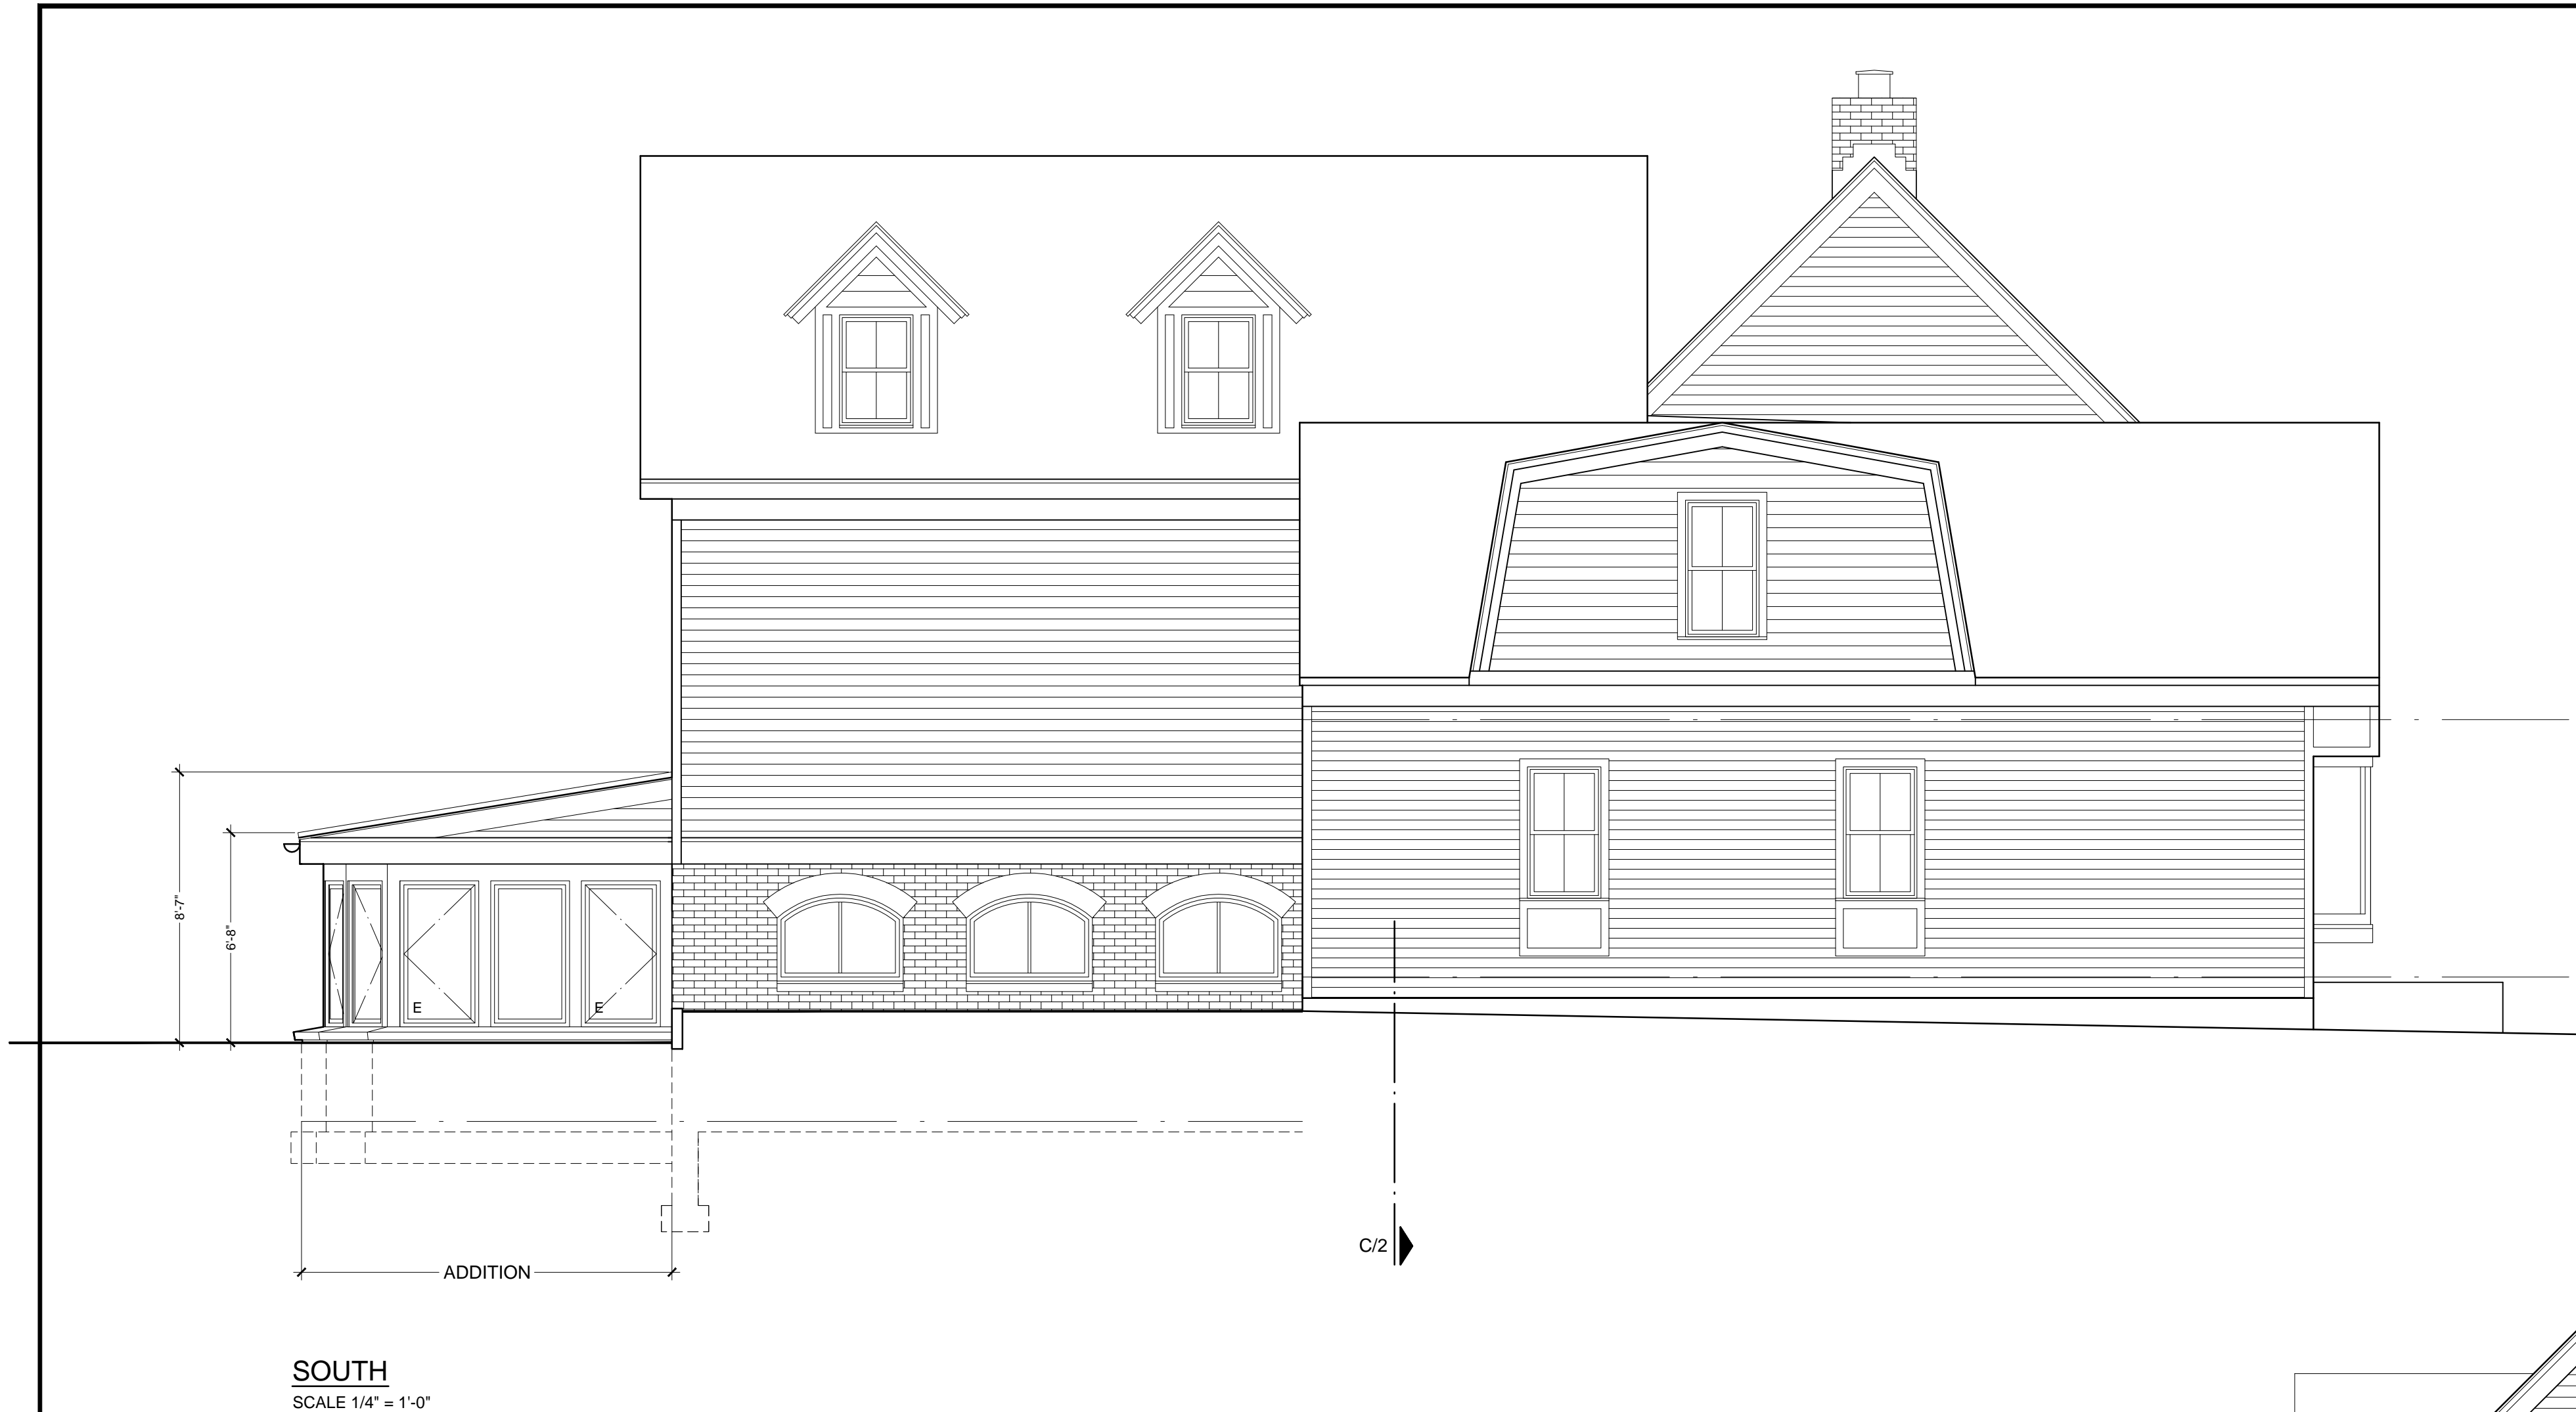 8'-7"
6'-8"
E
E
C/2
ADDITION
SOUTH
SCALE 1/4" = 1'-0"